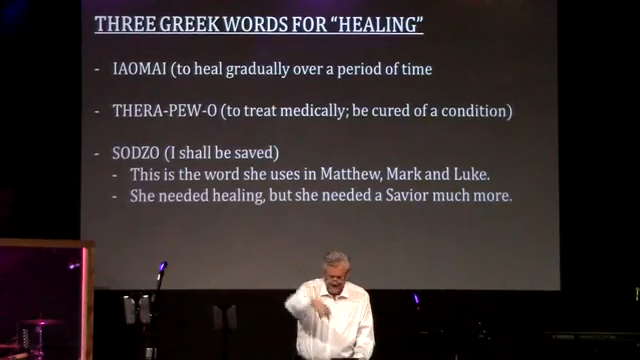 THREE GREEK WORDS FOR “HEALING”
- IAOMAI (to heal gradually over a period of time
- THERA-PEW-O (to treat medically; be cured of a condition)
- SODZO (I shall be saved)
- This is the word she uses in Matthew, Mark and Luke.
- She needed healing, but she needed a Savior much more.